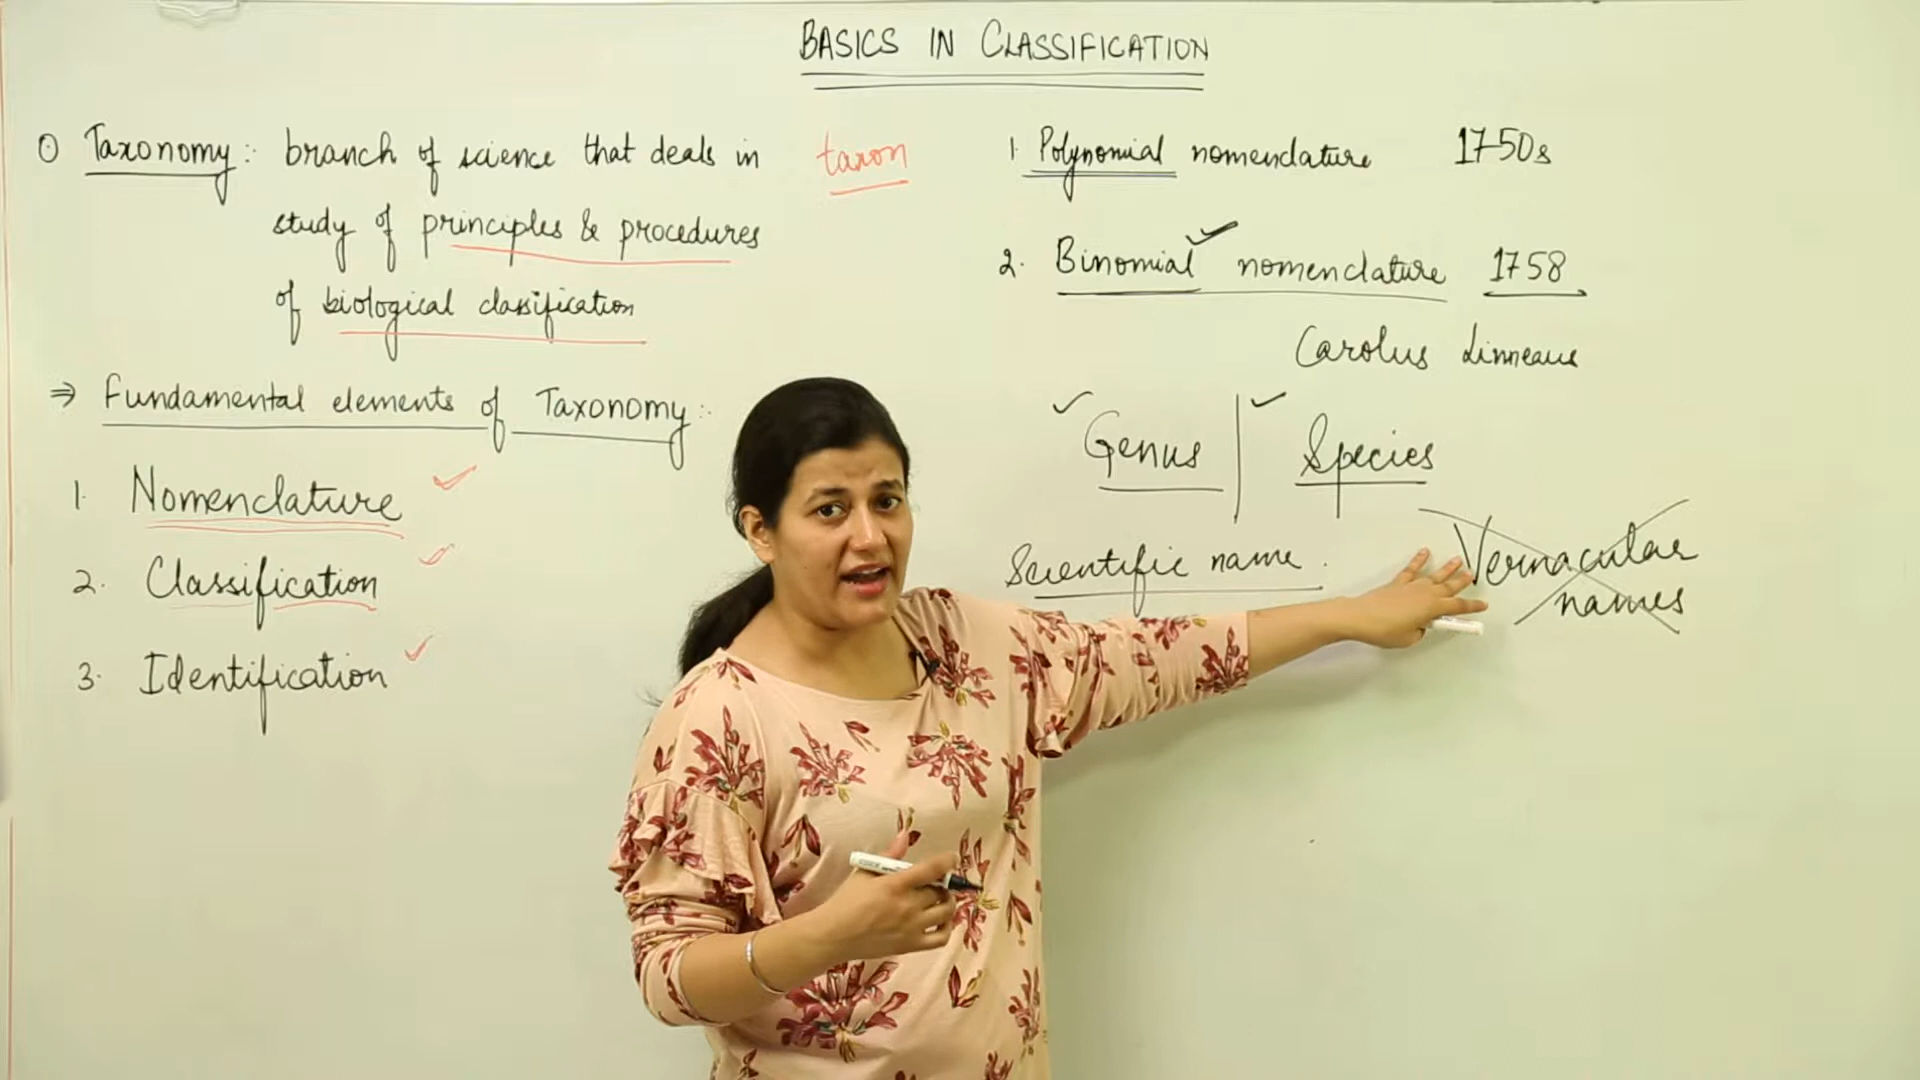 BASICS IN CLASSIFICATION
① Taxonomy: branch of science that deals in
study of principles & procedures
of biological classification
taxon
⇒ Fundamental elements of Taxonomy:
1. Nomenclature ✓
2. Classification ✓
3. Identification ✓
1. Polynomial nomenclature 1750s
2. Binomial ✓ nomenclature 1758
Carolus Linneaus
✓ Genus | ✓ Species
Scientific name.
Vernacular
names